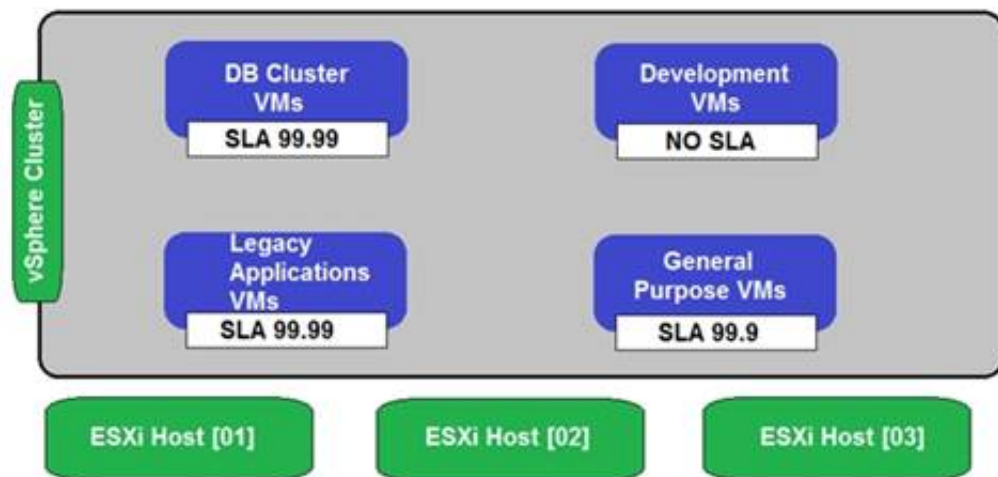 vSphere Cluster
DB Cluster
VMs
SLA 99.99
Development
VMs
NO SLA
Legacy
Applications
VMs
SLA 99.99
General
Purpose VMs
SLA 99.9
ESXi Host [01]
ESXi Host [02]
ESXi Host [03]